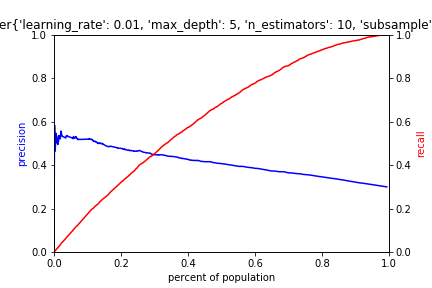 er{'learning_rate': 0.01, 'max_depth': 5, 'n_estimators': 10, 'subsample'
1.0
0.8
0.6
0.4
0.2
0.0
precision
0.0 0.2 0.4 0.6 0.8 1.0
percent of population
1.0
0.8
0.6
0.4
0.2
0.0
recall